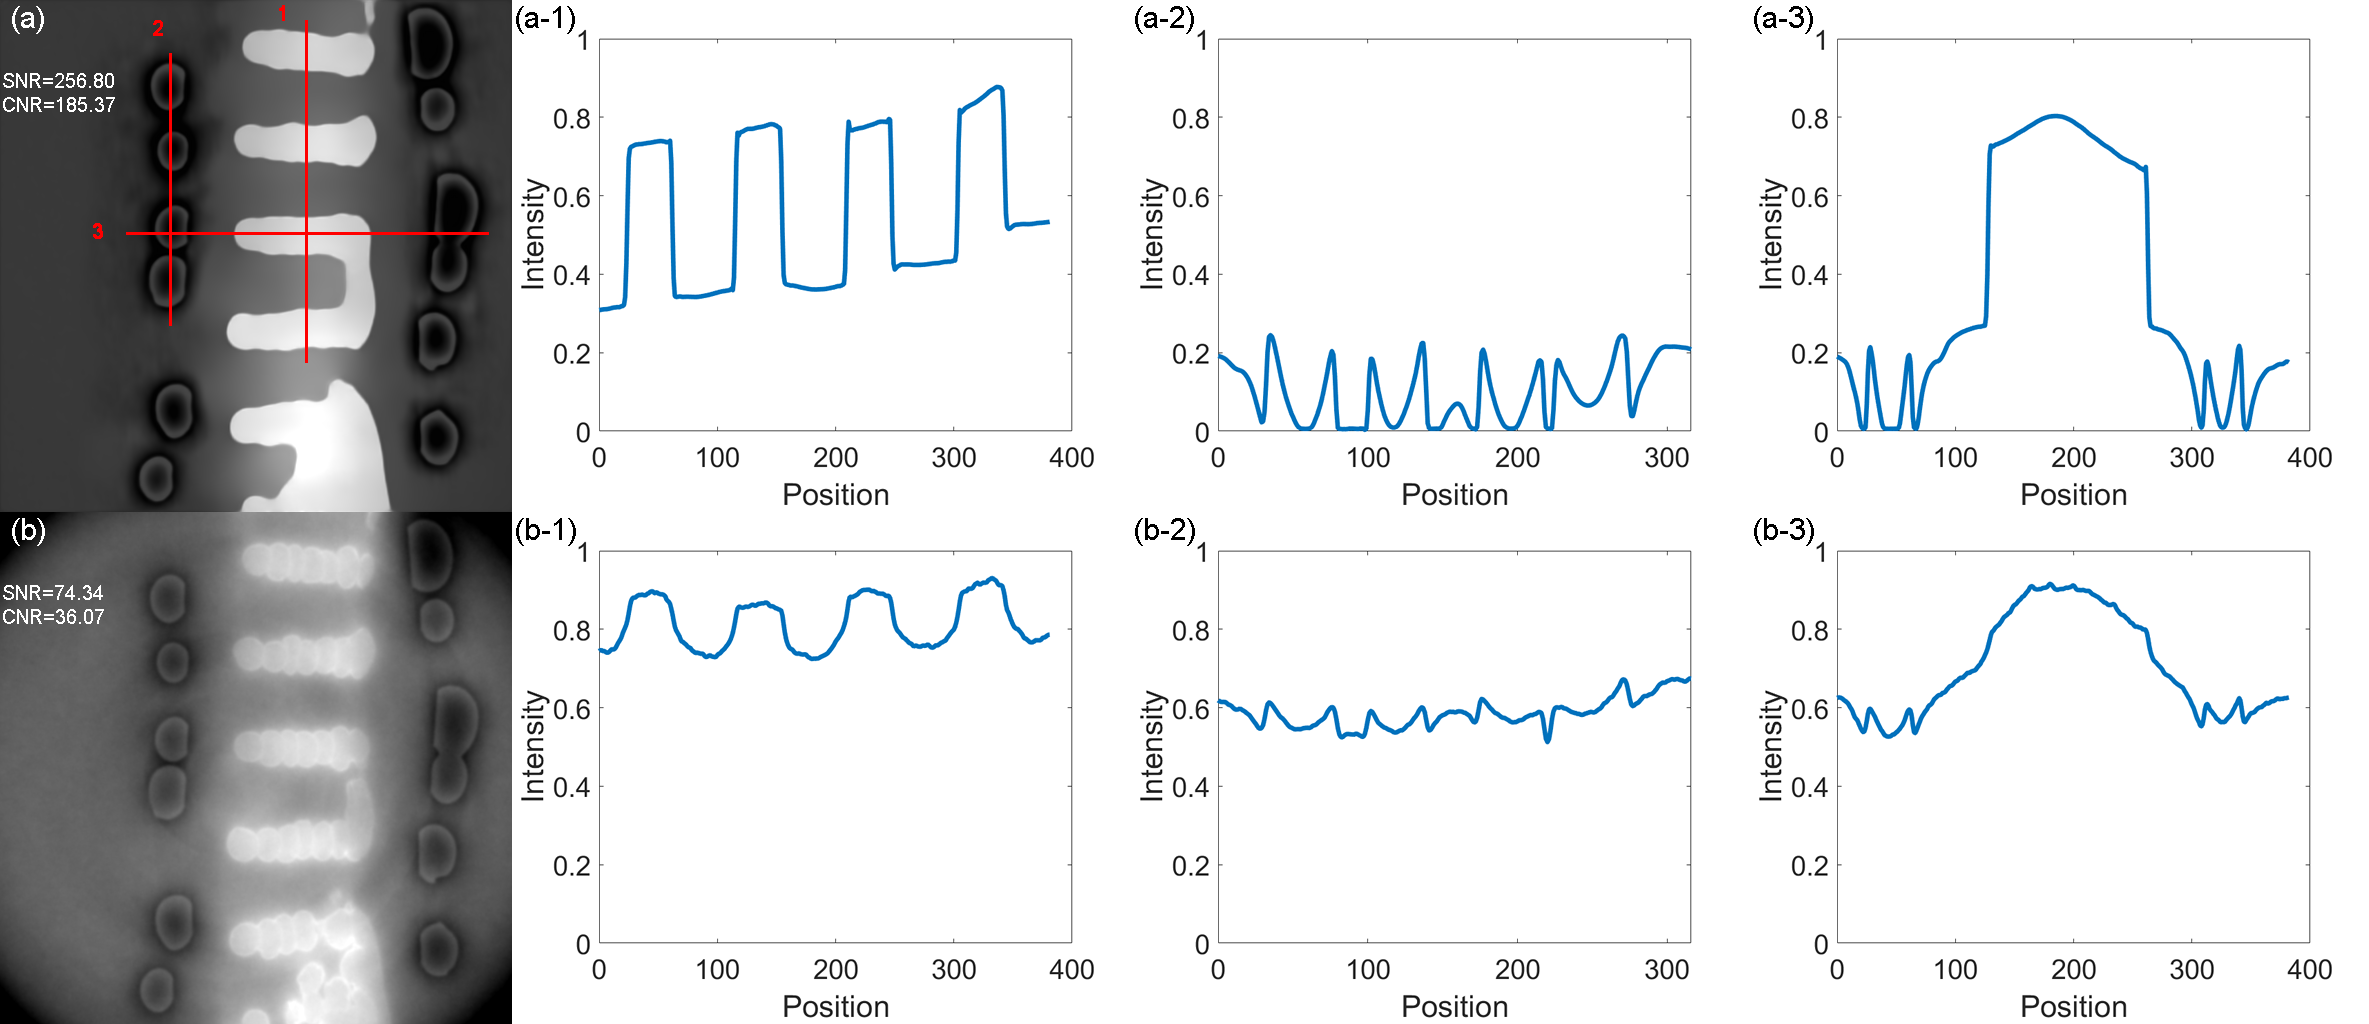 (a)
1
2
3
SNR=256.80
CNR=185.37
(a-1)
1
0.8
0.6
0.4
0.2
0
Intensity
0 100 200 300 400
Position
(a-2)
1
0.8
0.6
0.4
0.2
0
Intensity
0 100 200 300
Position
(a-3)
1
0.8
0.6
0.4
0.2
0
Intensity
0 100 200 300 400
Position
(b)
SNR=74.34
CNR=36.07
(b-1)
1
0.8
0.6
0.4
0.2
0
Intensity
0 100 200 300 400
Position
(b-2)
1
0.8
0.6
0.4
0.2
0
Intensity
0 100 200 300
Position
(b-3)
1
0.8
0.6
0.4
0.2
0
Intensity
0 100 200 300 400
Position